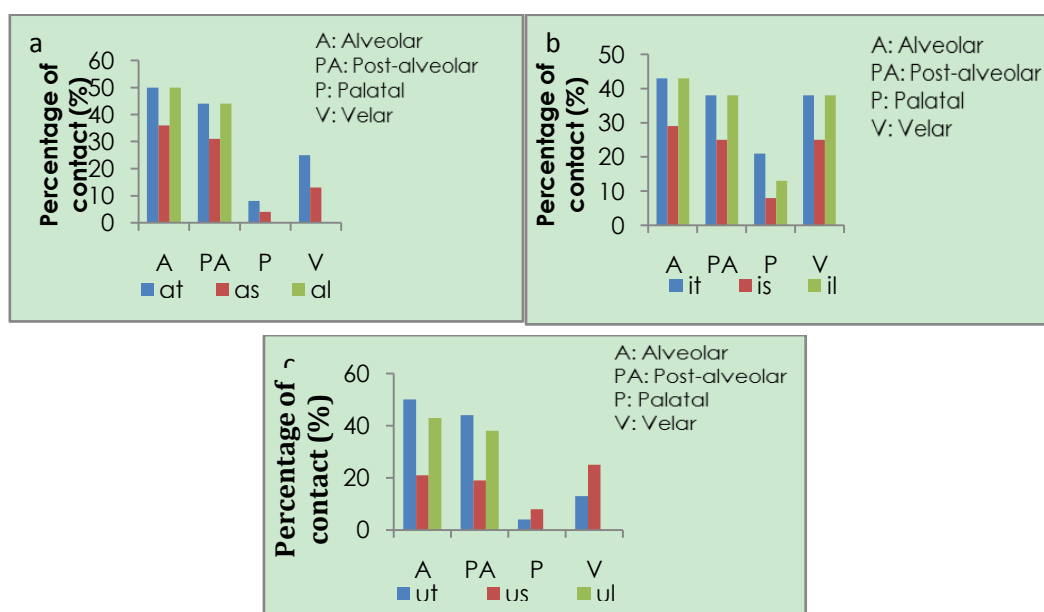 a
A: Alveolar
PA: Post-alveolar
P: Palatal
V: Velar
Percentage of
contact (%)
60
50
40
30
20
10
0
A PA P V
at as al
b
A: Alveolar
PA: Post-alveolar
P: Palatal
V: Velar
Percentage of
contact (%)
50
40
30
20
10
0
A PA P V
it is il
A: Alveolar
PA: Post-alveolar
P: Palatal
V: Velar
Percentage of
contact (%)
60
40
20
0
A PA P V
ut us ul